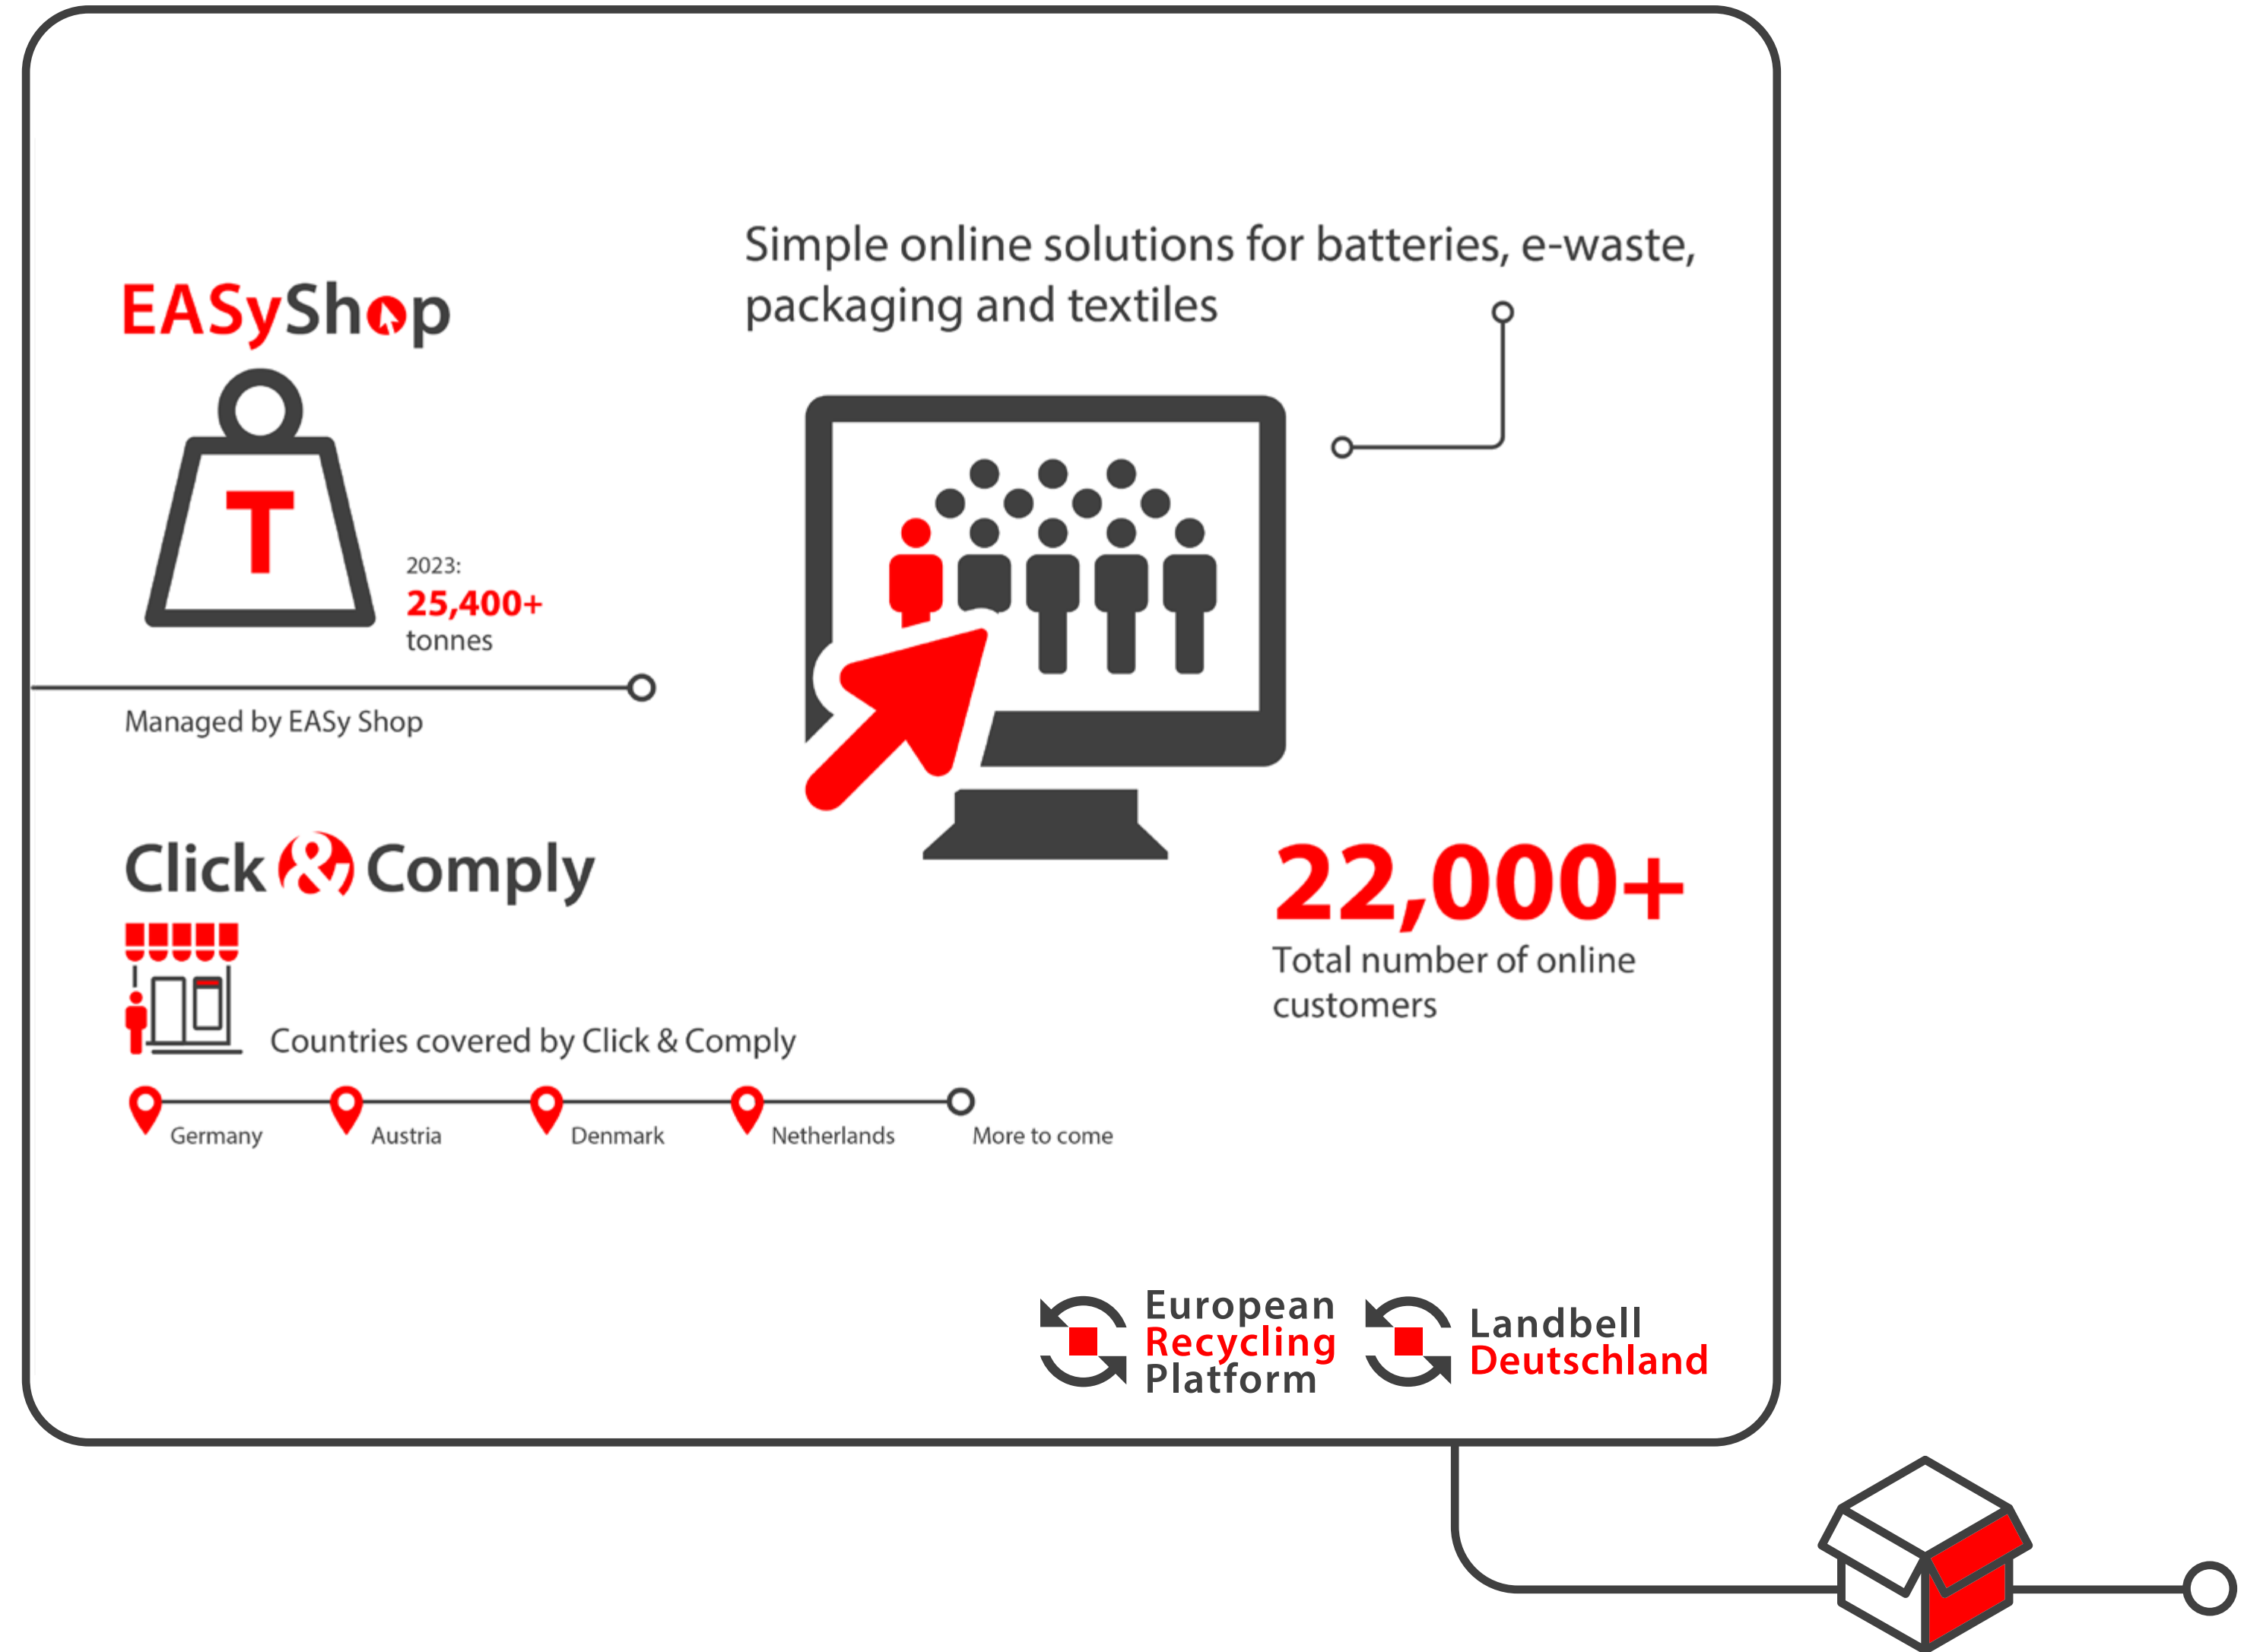 EASyShop
T
2023:
25,400+
tonnes
Managed by EASy Shop
Simple online solutions for batteries, e-waste,
packaging and textiles
22,000+
Total number of online
customers
Click & Comply
Countries covered by Click & Comply
Germany
Austria
Denmark
Netherlands
More to come
European
Recycling
Platform
Landbell
Deutschland